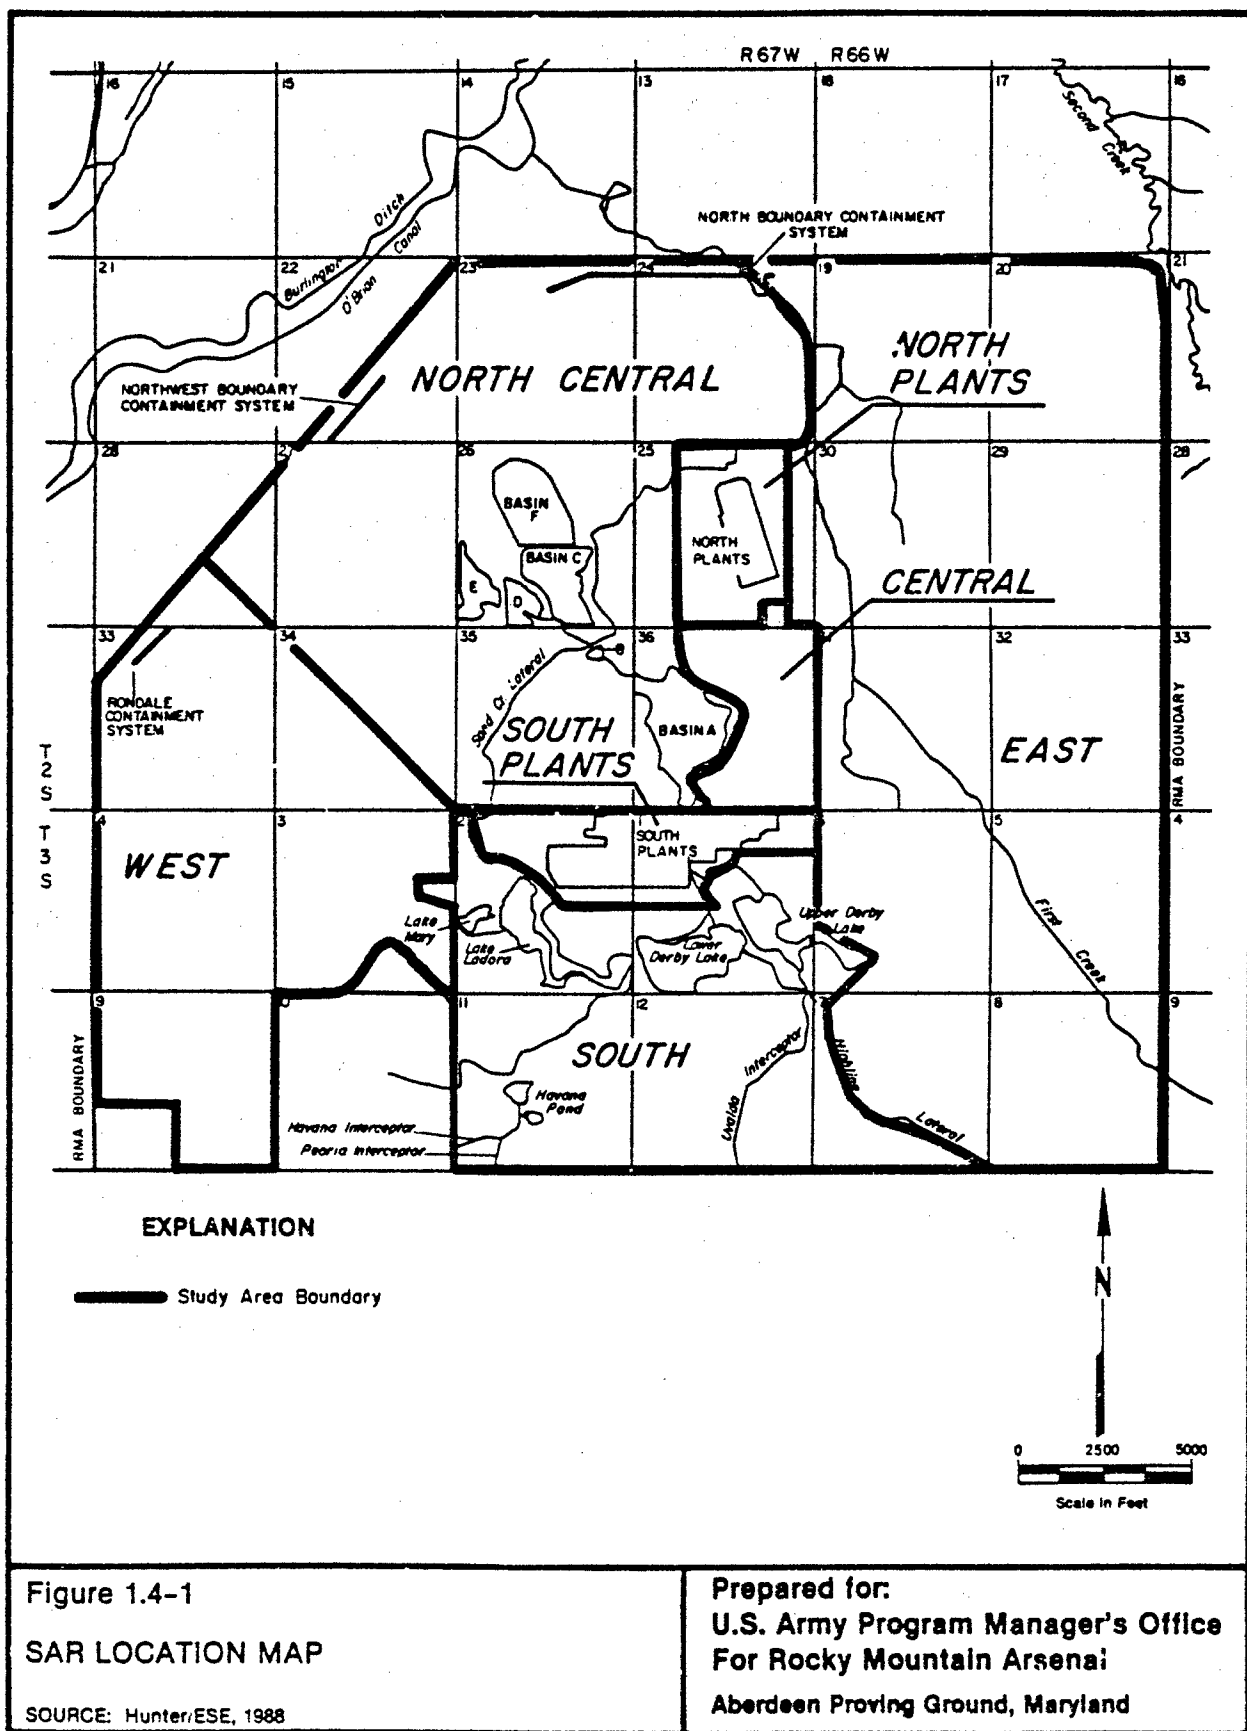 R67W R66W
16 15 14 13 18 17 16
Second Creek
NORTH BOUNDARY CONTAINMENT
SYSTEM
21 22 23 24 19 20 21
Burlington Ditch
O'Brian Canal
NORTH
PLANTS
NORTH CENTRAL
NORTHWEST BOUNDARY
CONTAINMENT SYSTEM
28 27 26 25 30 29 28
BASIN
F
NORTH
PLANTS
BASIN C
CENTRAL
E
D
33 34 35 36 32 33
B
Sand Cr. Lateral
RONDALE
CONTAINMENT
SYSTEM
SOUTH
PLANTS
BASIN A
EAST
RMA BOUNDARY
T
2
S
4 3 2 5 4
T
3
S
SOUTH
PLANTS
WEST
Lake
Mary
Lake
Ladora
Lower
Derby Lake
Upper Derby
Lake
First Creek
9 11 12 7 8 9
SOUTH
RMA BOUNDARY
Uvalda Interceptor
Highline Lateral
Havana
Pond
Havana Interceptor
Peoria Interceptor
EXPLANATION
Study Area Boundary
N
0 2500 5000
Scale in Feet
Figure 1.4-1
SAR LOCATION MAP
SOURCE: Hunter/ESE, 1988
Prepared for:
U.S. Army Program Manager's Office
For Rocky Mountain Arsenal
Aberdeen Proving Ground, Maryland